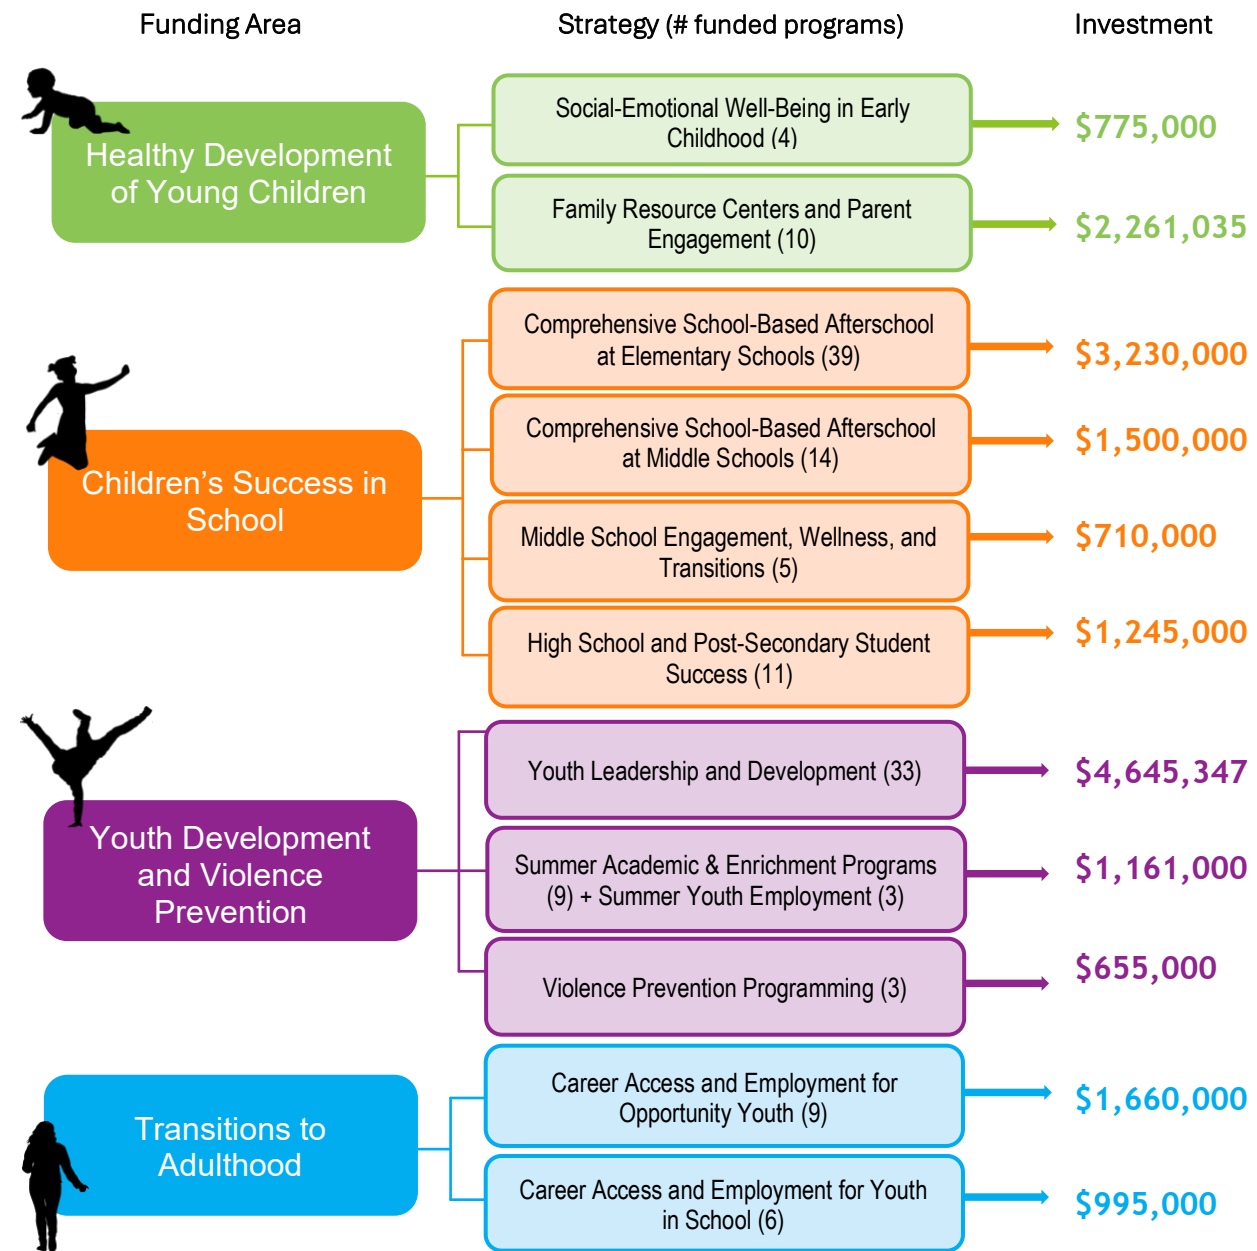 Funding Area
Strategy (# funded programs)
Investment
Healthy Development
of Young Children
Social-Emotional Well-Being in Early
Childhood (4)
$775,000
Family Resource Centers and Parent
Engagement (10)
$2,261,035
Children’s Success in
School
Comprehensive School-Based Afterschool
at Elementary Schools (39)
$3,230,000
Comprehensive School-Based Afterschool
at Middle Schools (14)
$1,500,000
Middle School Engagement, Wellness, and
Transitions (5)
$710,000
High School and Post-Secondary Student
Success (11)
$1,245,000
Youth Development
and Violence
Prevention
Youth Leadership and Development (33)
$4,645,347
Summer Academic & Enrichment Programs
(9) + Summer Youth Employment (3)
$1,161,000
Violence Prevention Programming (3)
$655,000
Transitions to
Adulthood
Career Access and Employment for
Opportunity Youth (9)
$1,660,000
Career Access and Employment for Youth
in School (6)
$995,000